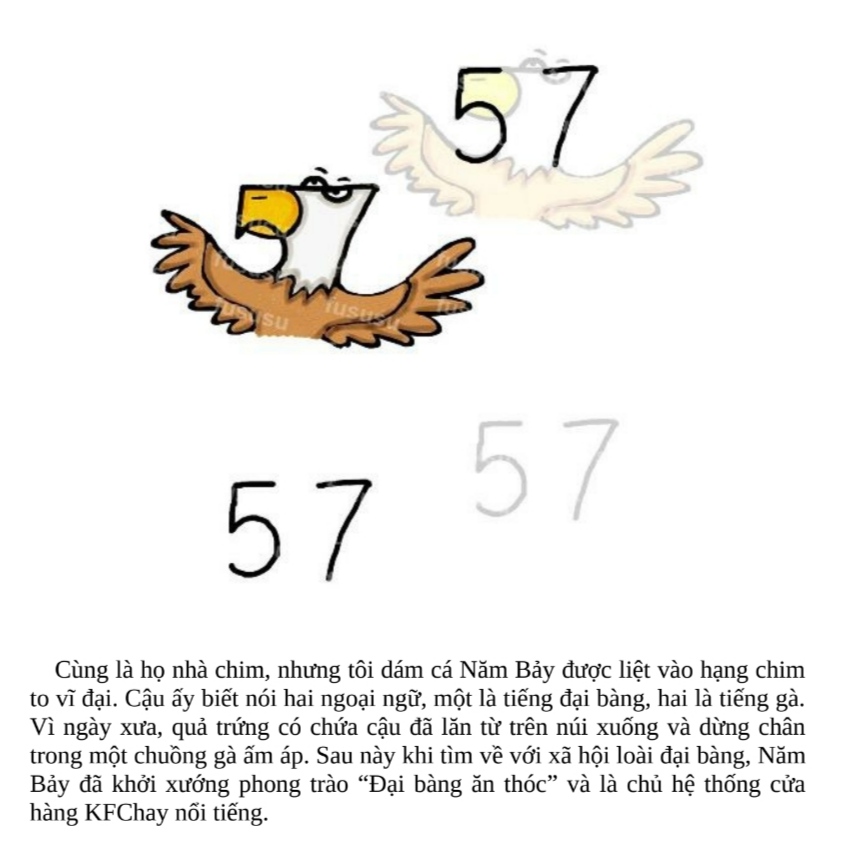 57
57
fususu
fususu
57
57
Cùng là họ nhà chim, nhưng tôi dám cá Năm Bảy được liệt vào hạng chim
to vĩ đại. Cậu ấy biết nói hai ngoại ngữ, một là tiếng đại bàng, hai là tiếng gà.
Vì ngày xưa, quả trứng có chứa cậu đã lăn từ trên núi xuống và dừng chân
trong một chuồng gà ấm áp. Sau này khi tìm về với xã hội loài đại bàng, Năm
Bảy đã khởi xướng phong trào “Đại bàng ăn thóc” và là chủ hệ thống cửa
hàng KFChay nổi tiếng.